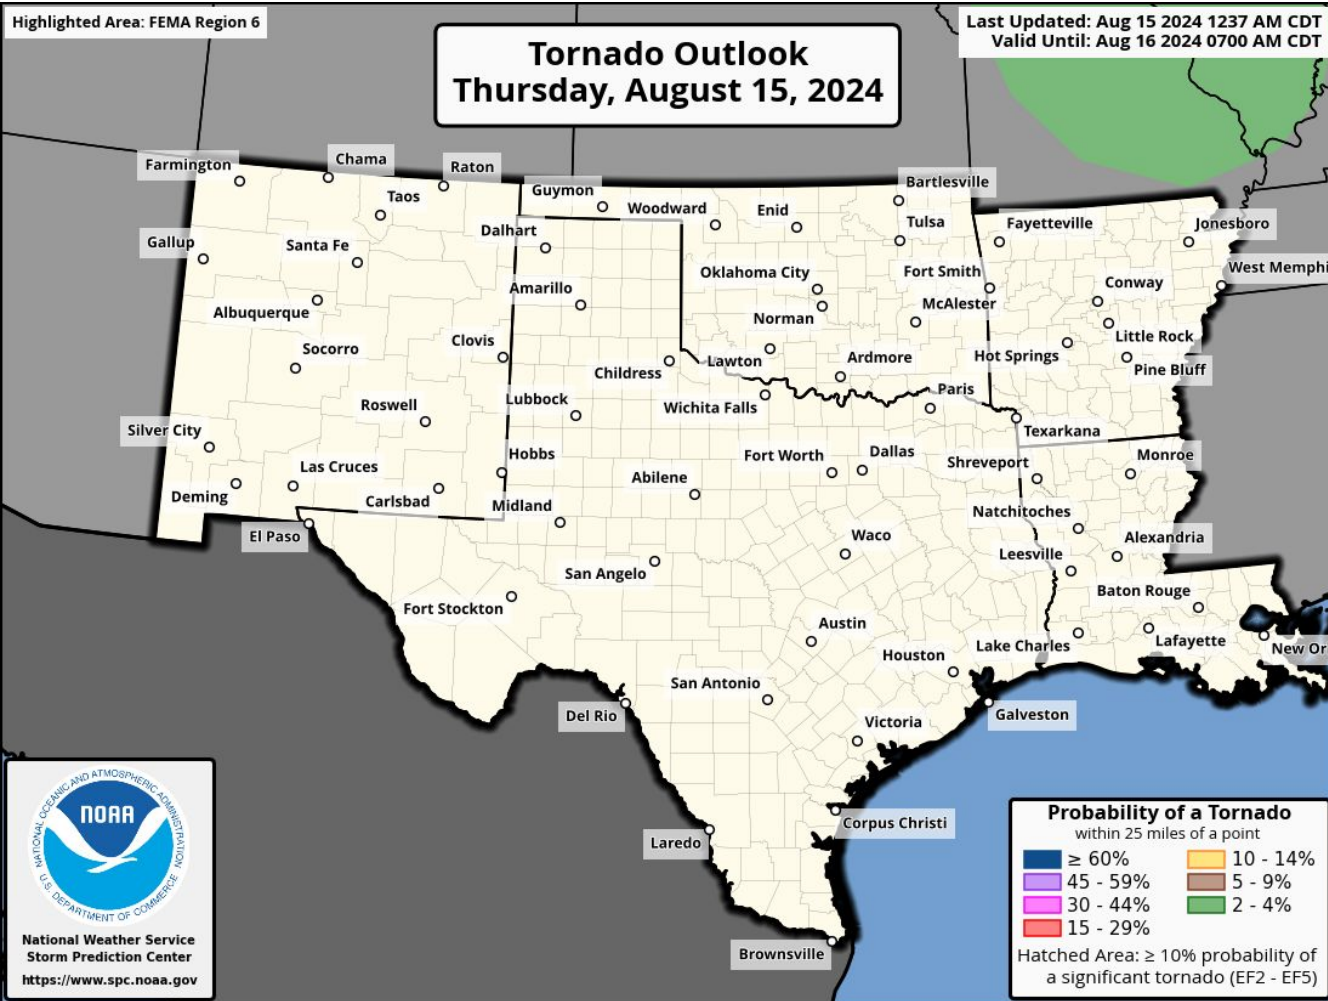 Highlighted Area: FEMA Region 6
Last Updated: Aug 15 2024 1237 AM CDT
Valid Until: Aug 16 2024 0700 AM CDT
Tornado Outlook
Thursday, August 15, 2024
Farmington
Chama
Raton
Taos
Guymon
Woodward
Enid
Bartlesville
Tulsa
Fayetteville
Jonesboro
Gallup
Santa Fe
Dalhart
Oklahoma City
Fort Smith
West Memphi
Amarillo
Conway
Albuquerque
Norman
McAlester
Socorro
Clovis
Childress
Lawton
Ardmore
Hot Springs
Little Rock
Pine Bluff
Roswell
Lubbock
Wichita Falls
Paris
Silver City
Texarkana
Las Cruces
Hobbs
Abilene
Fort Worth
Dallas
Shreveport
Monroe
Deming
Carlsbad
Midland
Natchitoches
El Paso
Waco
Leesville
Alexandria
San Angelo
Baton Rouge
Fort Stockton
Austin
Lake Charles
Lafayette
New Or
Houston
San Antonio
Del Rio
Victoria
Galveston
Corpus Christi
Laredo
Brownsville
NATIONAL OCEANIC AND ATMOSPHERIC ADMINISTRATION
NOAA
U.S. DEPARTMENT OF COMMERCE
National Weather Service
Storm Prediction Center
https://www.spc.noaa.gov
Probability of a Tornado
within 25 miles of a point
≥ 60%
45 - 59%
30 - 44%
15 - 29%
10 - 14%
5 - 9%
2 - 4%
Hatched Area: ≥ 10% probability of
a significant tornado (EF2 - EF5)